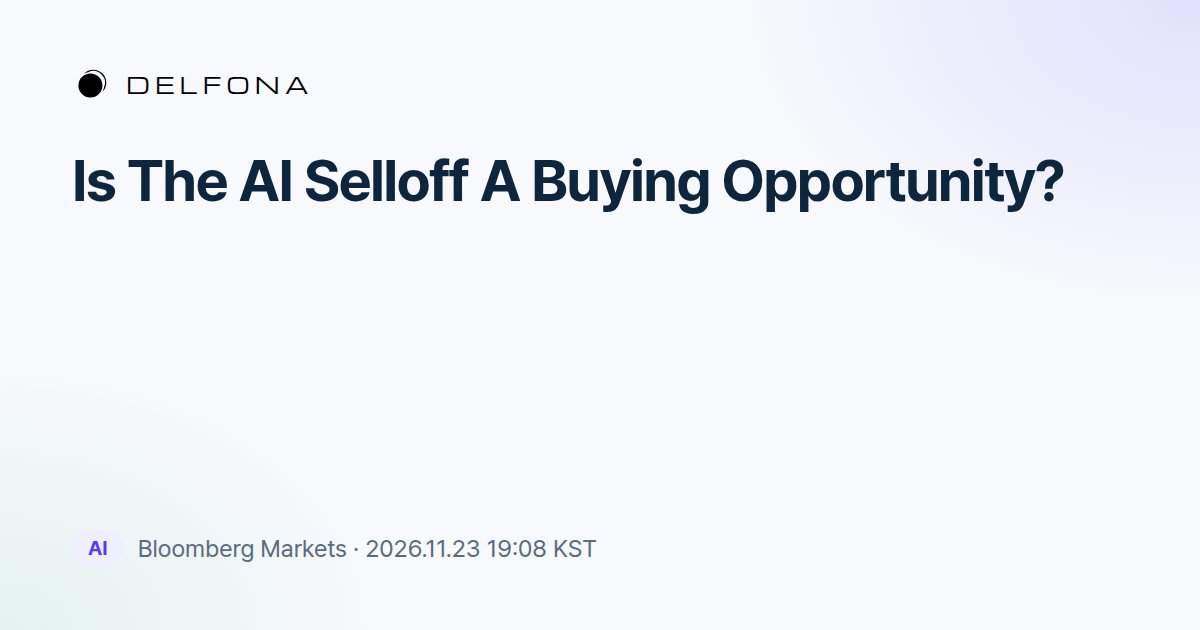 DELFONA
Is The AI Selloff A Buying Opportunity?
AI Bloomberg Markets · 2026.11.23 19:08 KST